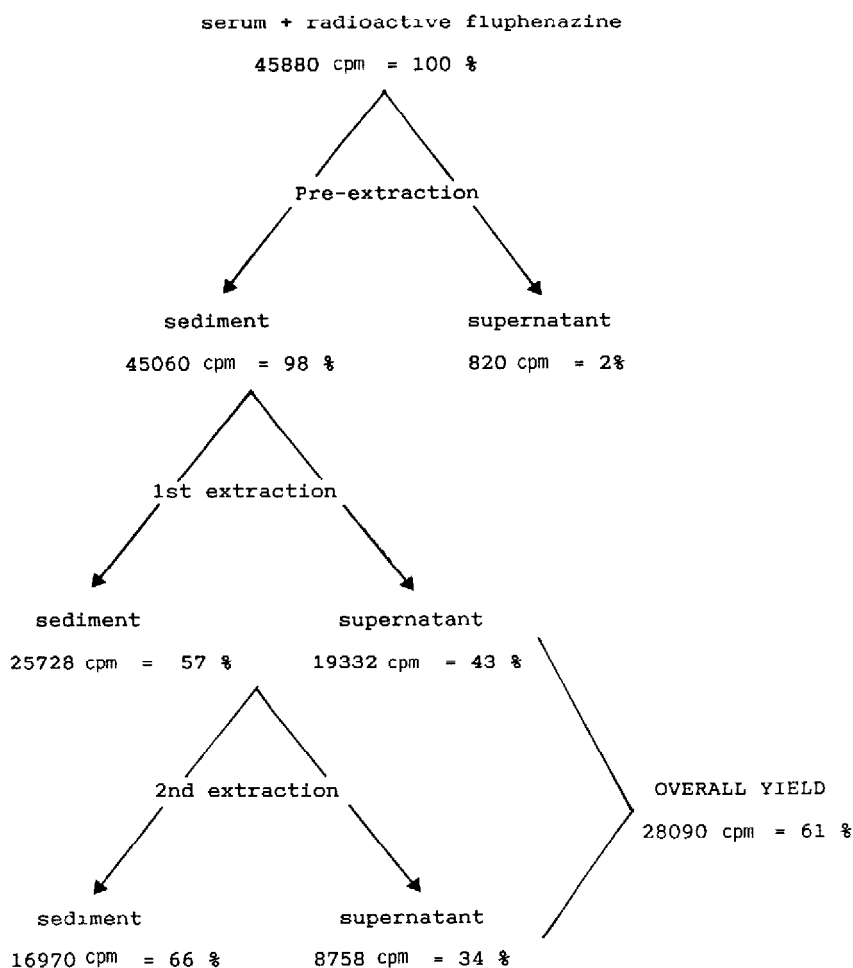 serum + radioactive fluphenazine
45880 cpm = 100 %
Pre-extraction
sediment supernatant
45060 cpm = 98 % 820 cpm = 2%
1st extraction
sediment supernatant
25728 cpm = 57 % 19332 cpm = 43 %
2nd extraction
OVERALL YIELD
28090 cpm = 61 %
sediment supernatant
16970 cpm = 66 % 8758 cpm = 34 %